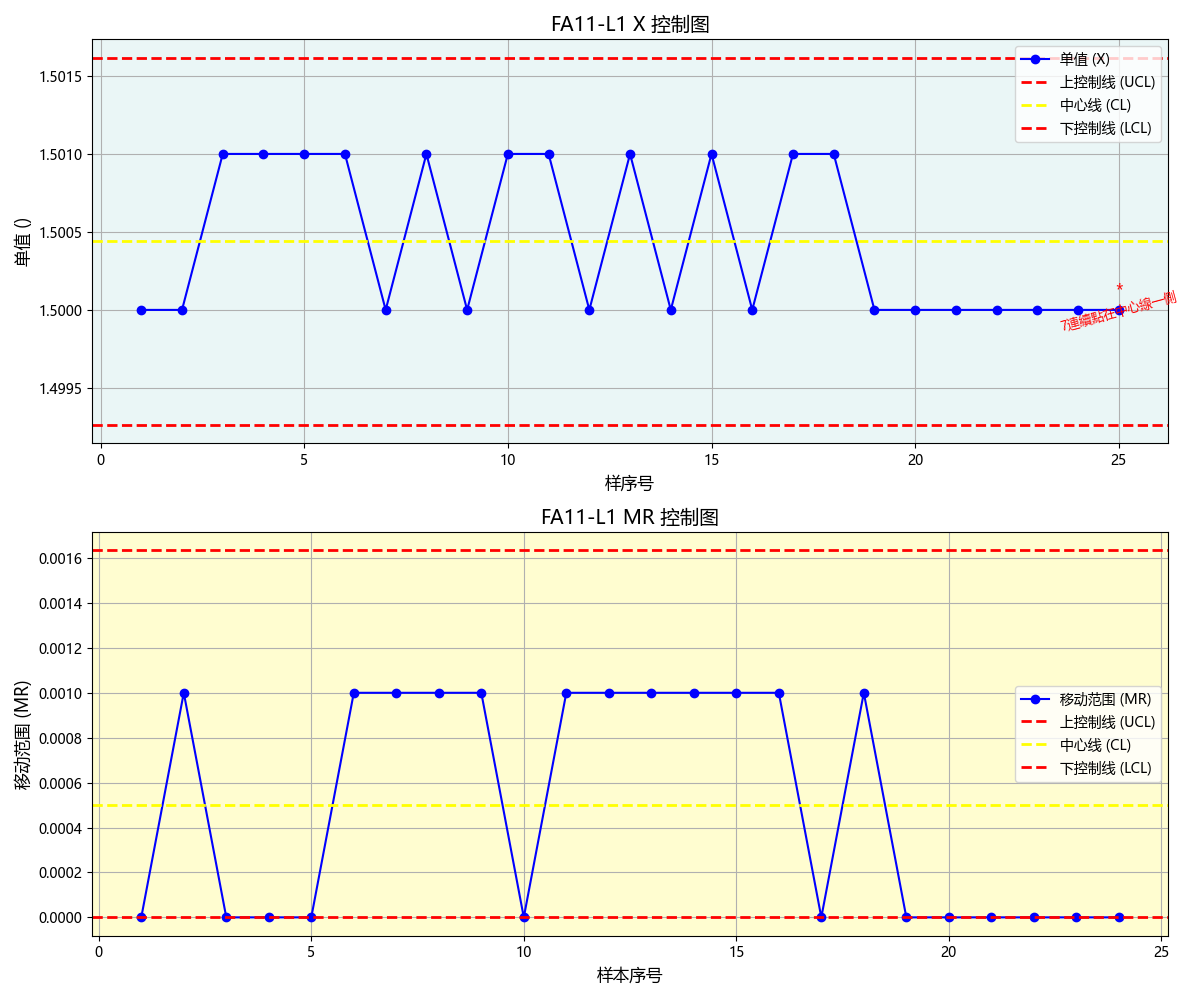 FA11-L1 X 控制图
单值 ()
1.5015
1.5010
1.5005
1.5000
1.4995
单值 (X)
上控制线 (UCL)
中心线 (CL)
下控制线 (LCL)
*
7連續點在中心線一側
0 5 10 15 20 25
样序号
FA11-L1 MR 控制图
移动范围 (MR)
0.0016
0.0014
0.0012
0.0010
0.0008
0.0006
0.0004
0.0002
0.0000
移动范围 (MR)
上控制线 (UCL)
中心线 (CL)
下控制线 (LCL)
0 5 10 15 20 25
样本序号